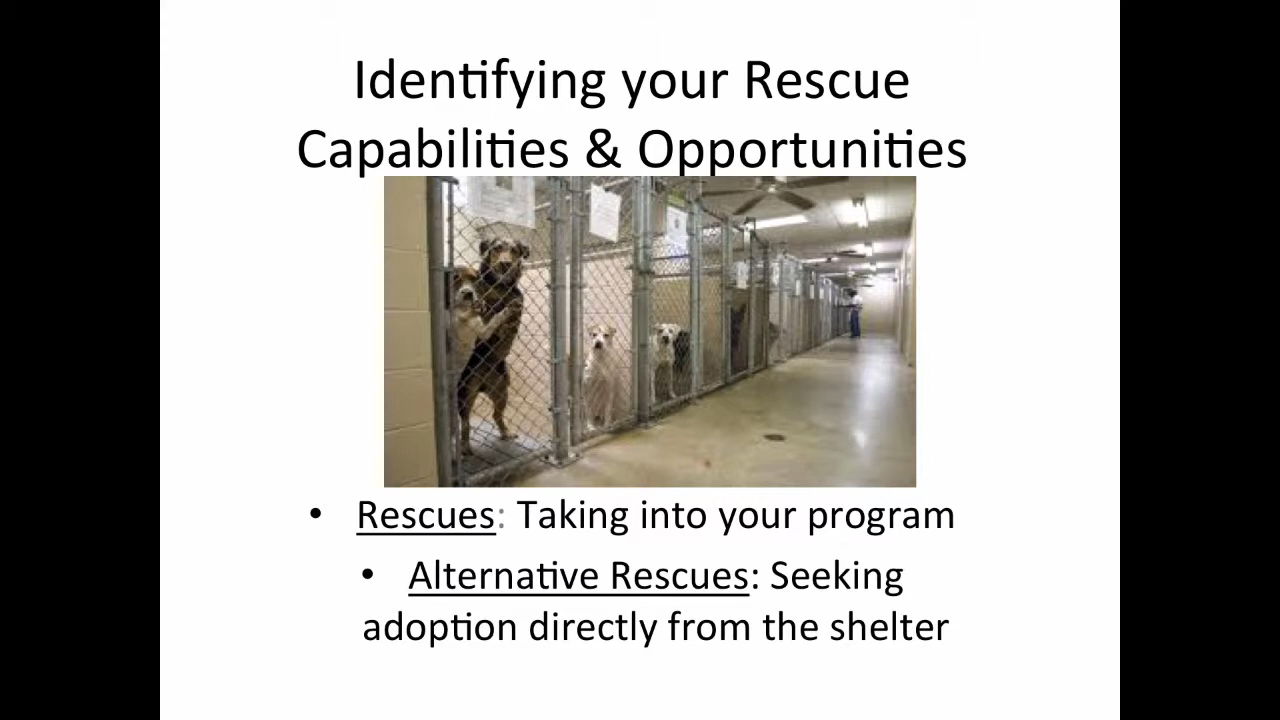 Identifying your Rescue
Capabilities & Opportunities
• Rescues: Taking into your program
• Alternative Rescues: Seeking
adoption directly from the shelter